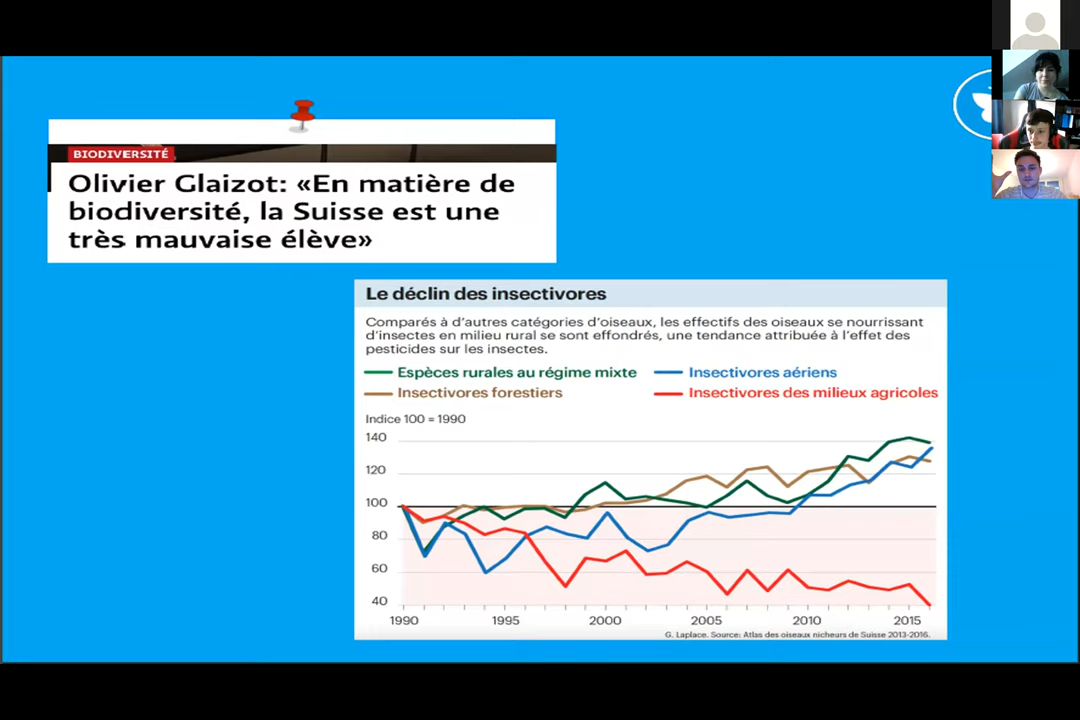 BIODIVERSITÉ
Olivier Glaizot: «En matière de
biodiversité, la Suisse est une
très mauvaise élève»
Le déclin des insectivores
Comparés à d'autres catégories d'oiseaux, les effectifs des oiseaux se nourrissant
d'insectes en milieu rural se sont effondrés, une tendance attribuée à l'effet des
pesticides sur les insectes.
Espèces rurales au régime mixte
Insectivores aériens
Insectivores forestiers
Insectivores des milieux agricoles
Indice 100 = 1990
140
120
100
80
60
40
1990 1995 2000 2005 2010 2015
G. Laplace. Source: Atlas des oiseaux nicheurs de Suisse 2013-2016.